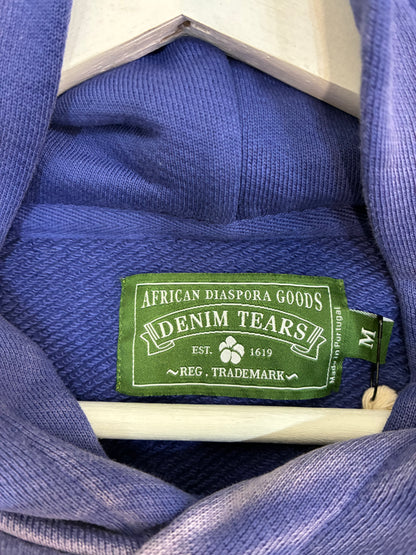 AFRICAN DIASPORA GOODS
DENIM TEARS
EST. 1619
~REG. TRADEMARK~
Made in Portugal
M